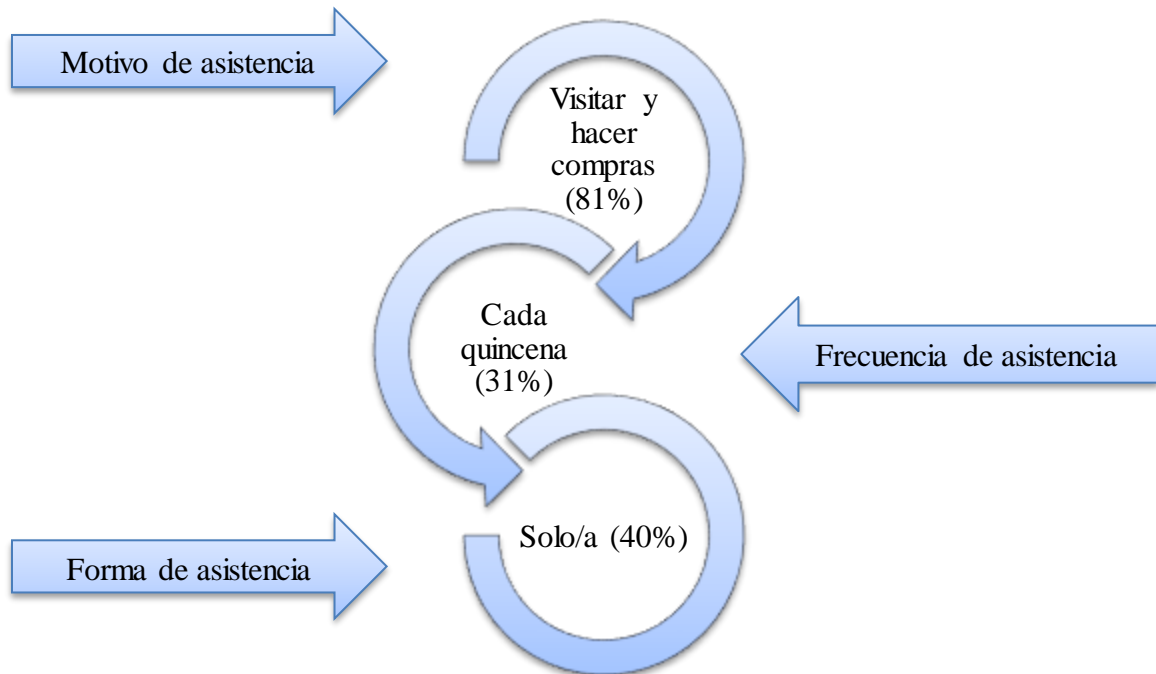 Motivo de asistencia
Visitar y
hacer
compras
(81%)
Cada
quincena
(31%)
Frecuencia de asistencia
Solo/a (40%)
Forma de asistencia